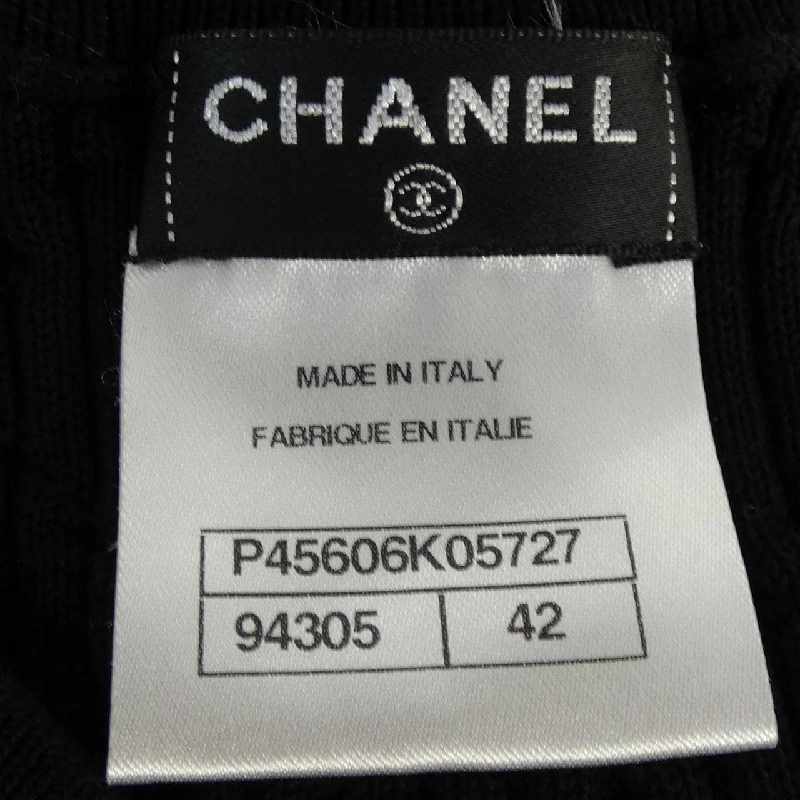 CHANEL
MADE IN ITALY
FABRIQUE EN ITALIE
P45606K05727
94305 42